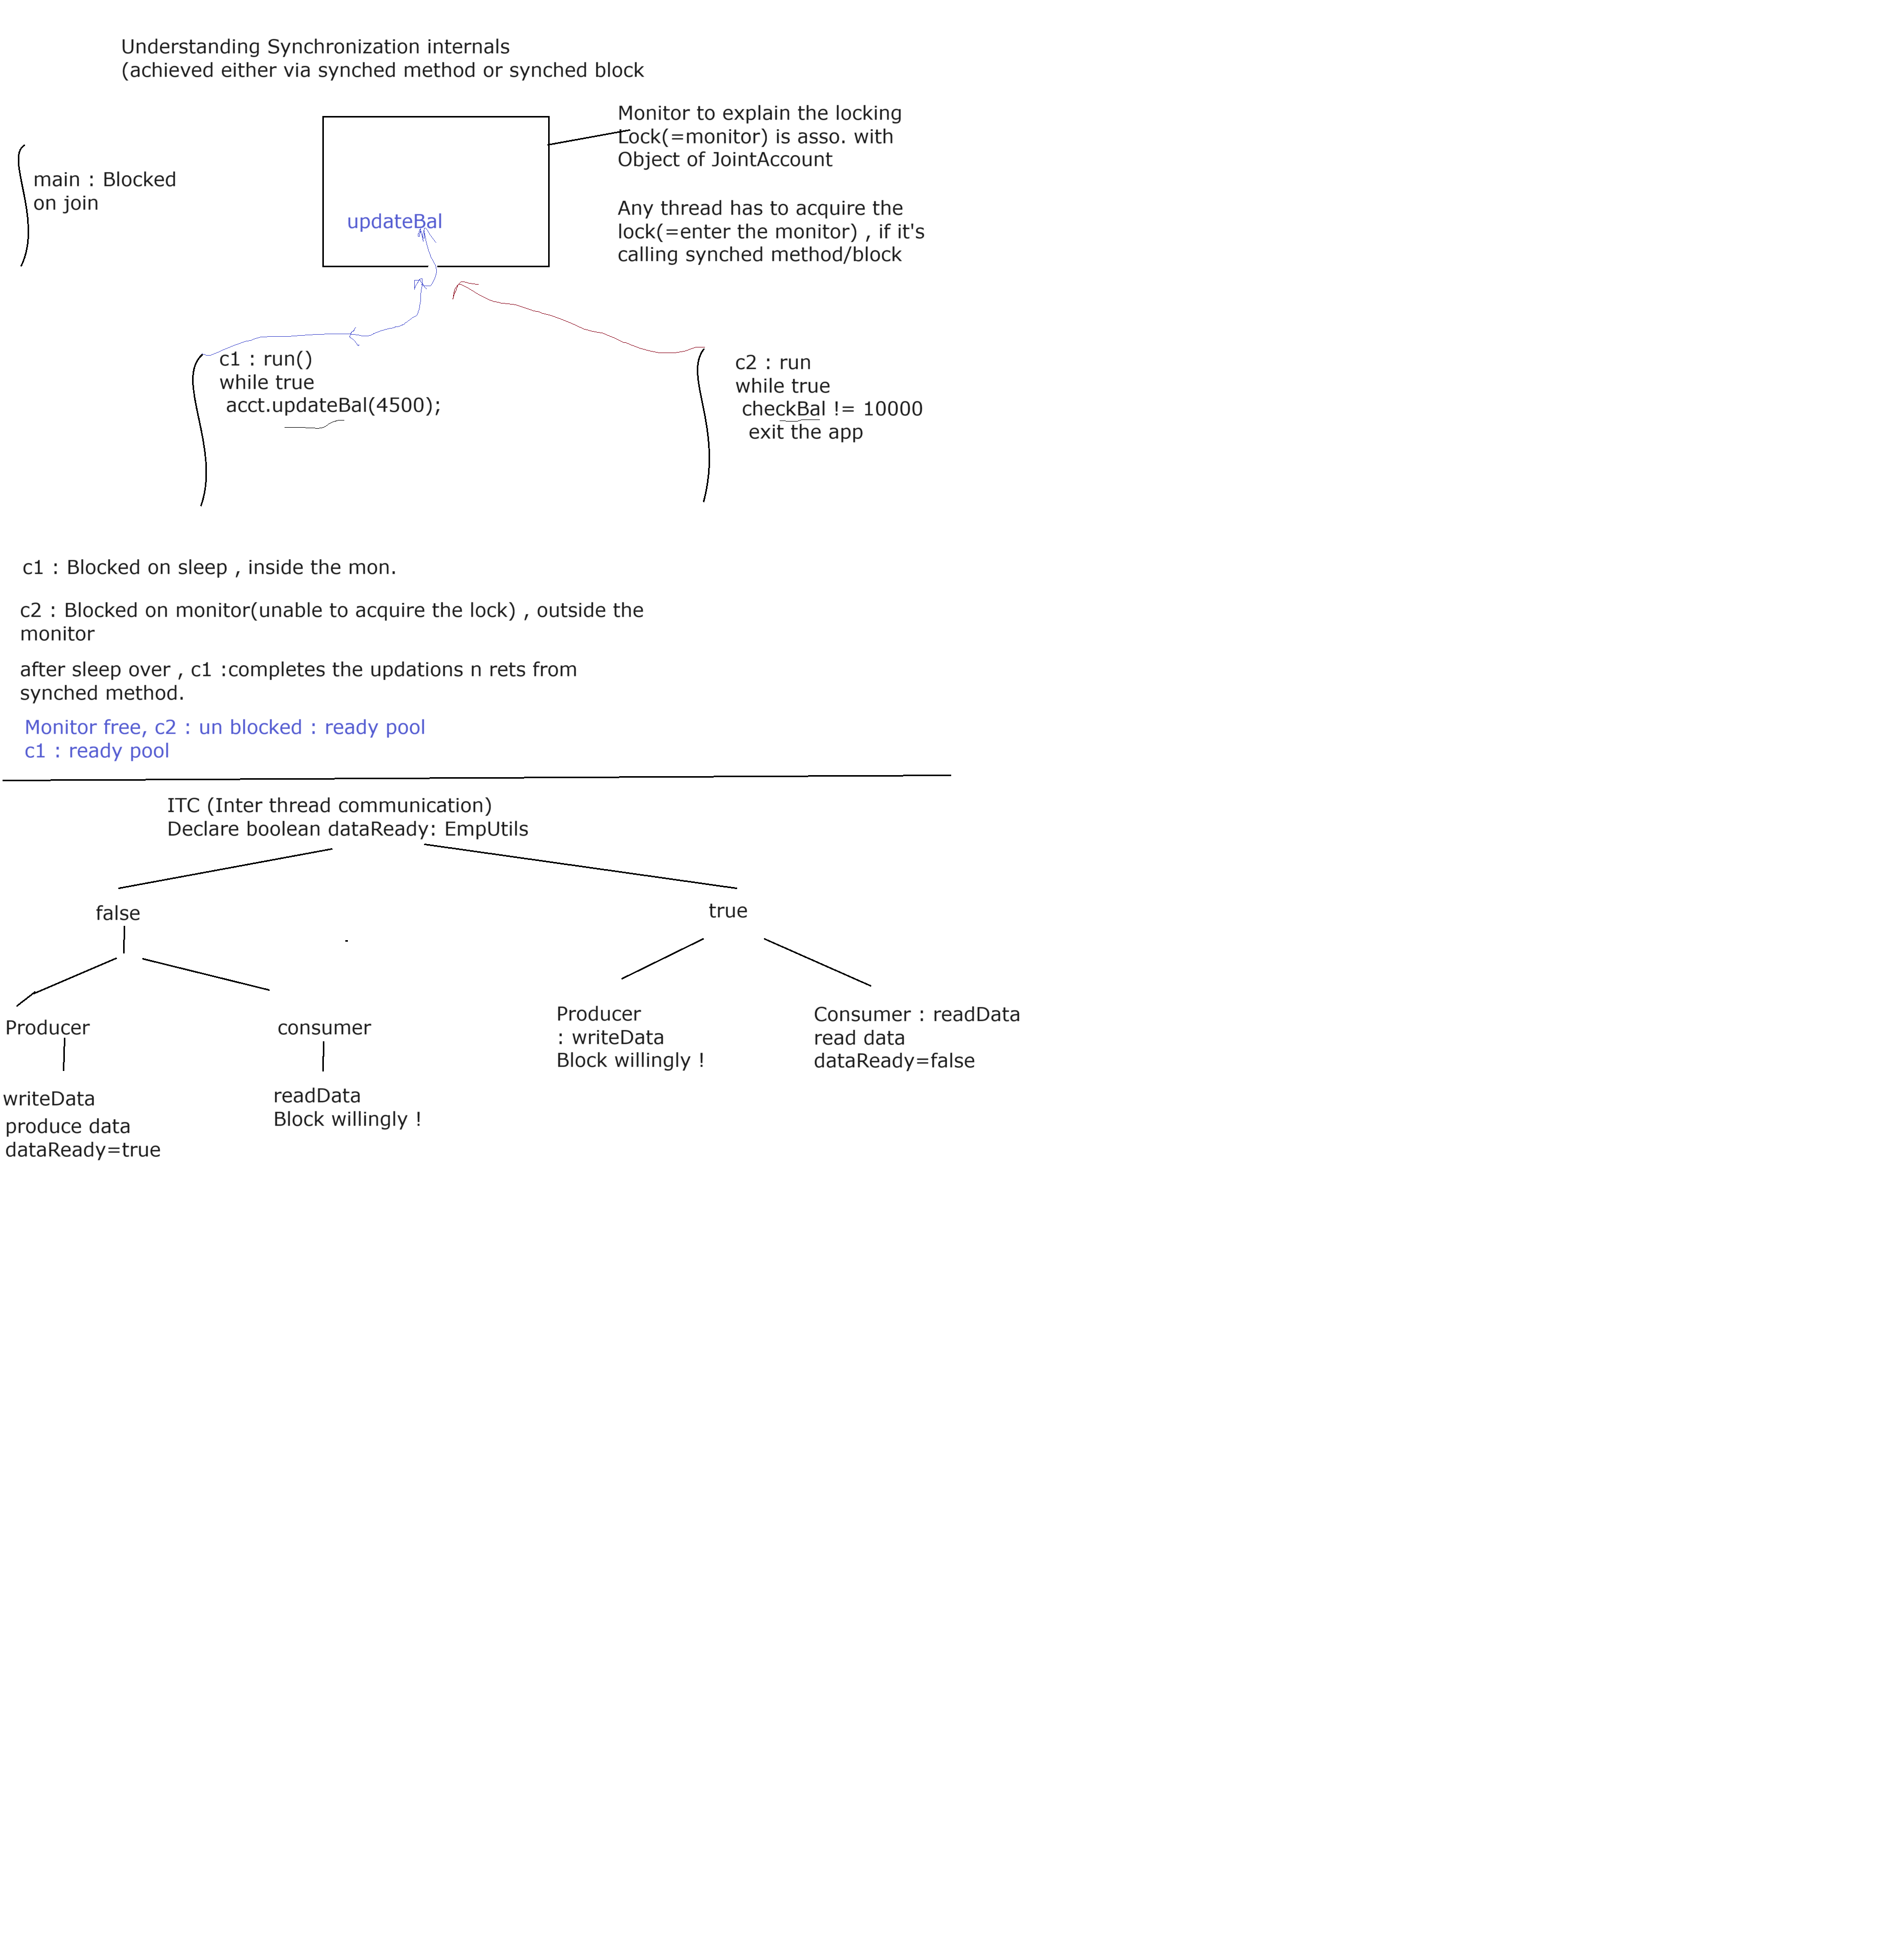 Understanding Synchronization internals
(achieved either via synched method or synched block
Monitor to explain the locking
Lock(=monitor) is asso. with
Object of JointAccount
main : Blocked
on join
Any thread has to acquire the
lock(=enter the monitor) , if it's
calling synched method/block
updateBal
c1 : run()
while true
acct.updateBal(4500);
c2 : run
while true
checkBal != 10000
exit the app
c1 : Blocked on sleep , inside the mon.
c2 : Blocked on monitor(unable to acquire the lock) , outside the
monitor
after sleep over , c1 :completes the updations n rets from
synched method.
Monitor free, c2 : un blocked : ready pool
c1 : ready pool
ITC (Inter thread communication)
Declare boolean dataReady: EmpUtils
false
true
Producer
writeData
produce data
dataReady=true
consumer
readData
Block willingly !
Producer
: writeData
Block willingly !
Consumer : readData
read data
dataReady=false